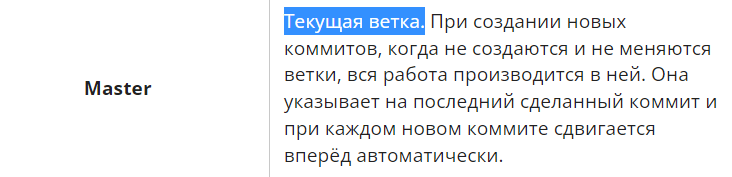 Master
Текущая ветка. При создании новых
коммитов, когда не создаются и не меняются
ветки, вся работа производится в ней. Она
указывает на последний сделанный коммит и
при каждом новом коммите сдвигается
вперёд автоматически.